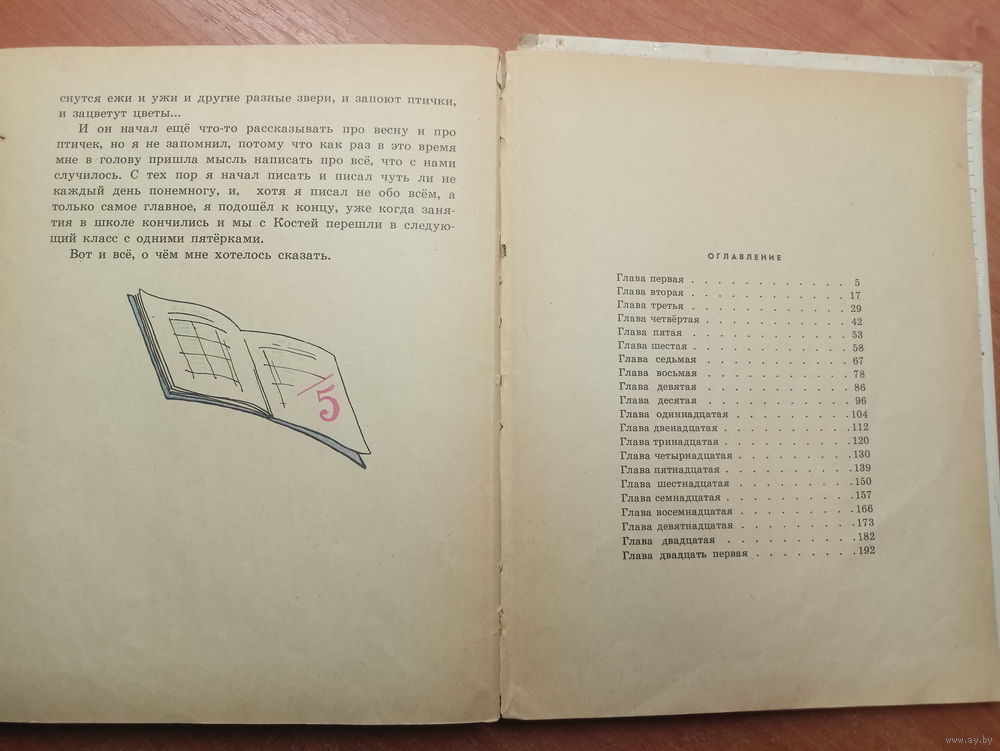 снутся ежи и ужи и другие разные звери, и запоют птички,
и зацветут цветы...
И он начал ещё что-то рассказывать про весну и про
птичек, но я не запомнил, потому что как раз в это время
мне в голову пришла мысль написать про всё, что с нами
случилось. С тех пор я начал писать и писал чуть ли не
каждый день понемногу, и, хотя я писал не обо всём, а
только самое главное, я подошёл к концу, уже когда заня-
тия в школе кончились и мы с Костей перешли в следую-
щий класс с одними пятёрками.
Вот и всё, о чём мне хотелось сказать.
5
ОГЛАВЛЕНИЕ
Глава первая . . . . . . . . . . . . 5
Глава вторая . . . . . . . . . . . . 17
Глава третья . . . . . . . . . . . . 29
Глава четвёртая . . . . . . . . . . . 42
Глава пятая . . . . . . . . . . . . 53
Глава шестая . . . . . . . . . . . . 58
Глава седьмая . . . . . . . . . . . 67
Глава восьмая . . . . . . . . . . . 78
Глава девятая . . . . . . . . . . . 86
Глава десятая . . . . . . . . . . . 96
Глава одиннадцатая . . . . . . . . . 104
Глава двенадцатая . . . . . . . . . . 112
Глава тринадцатая . . . . . . . . . . 120
Глава четырнадцатая . . . . . . . . . 130
Глава пятнадцатая . . . . . . . . . . 139
Глава шестнадцатая . . . . . . . . . 150
Глава семнадцатая . . . . . . . . . . 157
Глава восемнадцатая . . . . . . . . . 166
Глава девятнадцатая . . . . . . . . . 173
Глава двадцатая . . . . . . . . . . 182
Глава двадцать первая . . . . . . . . 192
www.ay.by